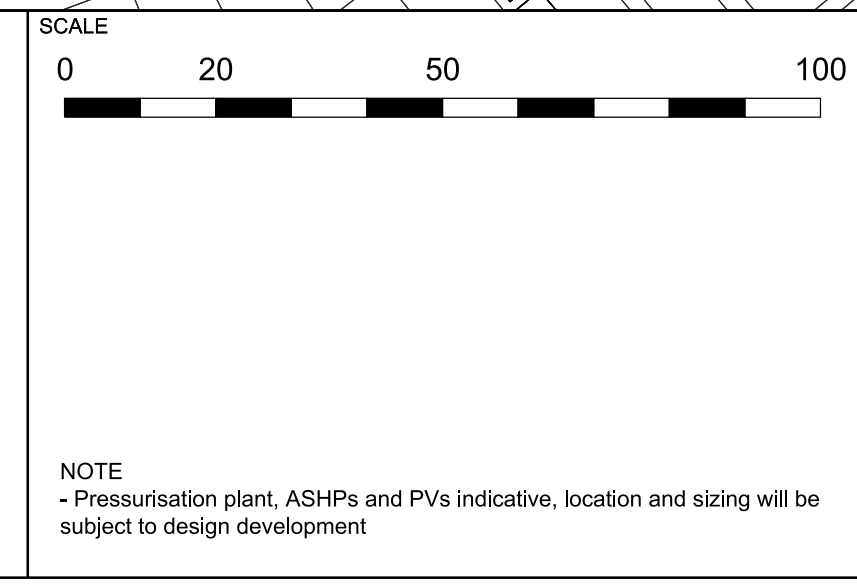 SCALE
0 20 50 100
NOTE
- Pressurisation plant, ASHPs and PVs indicative, location and sizing will be
subject to design development